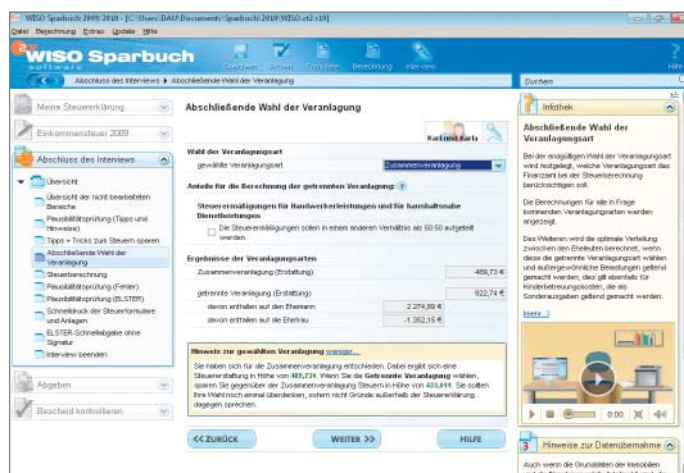 WISO Sparbuch 2009/2010 - [C:\Users\DAU\Documents\Sparbuch\2010\WISO.ct2.s10]
Datei Berechnung Extras Update Hilfe
WISO Sparbuch
software
Berechnung Interview Hilfe
Abschluss des Interviews Abschließende Wahl der Veranlagung
Suchen
Meine Steuererklärung
Einkommensteuer 2009
Abschluss des Interviews
Übersicht
Übersicht der nicht bearbeiteten
Bereiche
Plausibilitätsprüfung (Tipps und
Hinweise)
Tipps + Tricks zum Steuern sparen
Abschließende Wahl der
Veranlagung
Steuerberechnung
Plausibilitätsprüfung (Fehler)
Plausibilitätsprüfung (ELSTER)
Schnelldruck der Steuerformulare
und Anlagen
ELSTER-Schnellabgabe ohne
Signatur
Interview beenden
Abgeben
Bescheid kontrollieren
Abschließende Wahl der Veranlagung
Karl und Karla
Wahl der Veranlagungsart
gewählte Veranlagungsart Zusammenveranlagung
Anteile für die Berechnung der getrennten Veranlagung: ?
Steuerermäßigungen für Handwerkerleistungen und für haushaltsnahe
Dienstleistungen
Die Steuerermäßigungen sollen in einem anderen Verhältnis als 50:50 aufgeteilt
werden.
Ergebnisse der Veranlagungsarten
Zusammenveranlagung (Erstattung) 489,73 €
getrennte Veranlagung (Erstattung) 922,74 €
davon entfallen auf den Ehemann 2.274,89 €
davon entfallen auf die Ehefrau -1.352,15 €
Hinweis zur gewählten Veranlagung weniger...
Sie haben sich für die Zusammenveranlagung entschieden. Dabei ergibt sich eine
Steuererstattung in Höhe von 489,73€. Wenn Sie die Getrennte Veranlagung wählen,
sparen Sie gegenüber der Zusammenveranlagung Steuern in Höhe von 433,01€. Sie sollten
Ihre Wahl noch einmal überdenken, sofern nicht Gründe außerhalb der Steuererklärung
dagegen sprechen.
<< ZURÜCK WEITER >> HILFE
Infothek
Abschließende Wahl der
Veranlagungsart
Bei der endgültigen Wahl der Veranlagungsart
wird festgelegt, welche Veranlagungsart das
Finanzamt bei der Steuerberechnung
berücksichtigen soll.
Die Berechnungen für alle in Frage
kommenden Veranlagungsarten werden
angezeigt.
Des Weiteren wird die optimale Verteilung
zwischen den Eheleuten berechnet, wenn
diese die getrennte Veranlagungsart wählen
und außergewöhnliche Belastungen geltend
gemacht werden; dies gilt ebenfalls für
Kinderbetreuungskosten, die als
Sonderausgaben geltend gemacht werden.
[mehr...]
0:00
Hinweise zur Datenübernahme
Auch wenn die Grunddaten der Immobilien